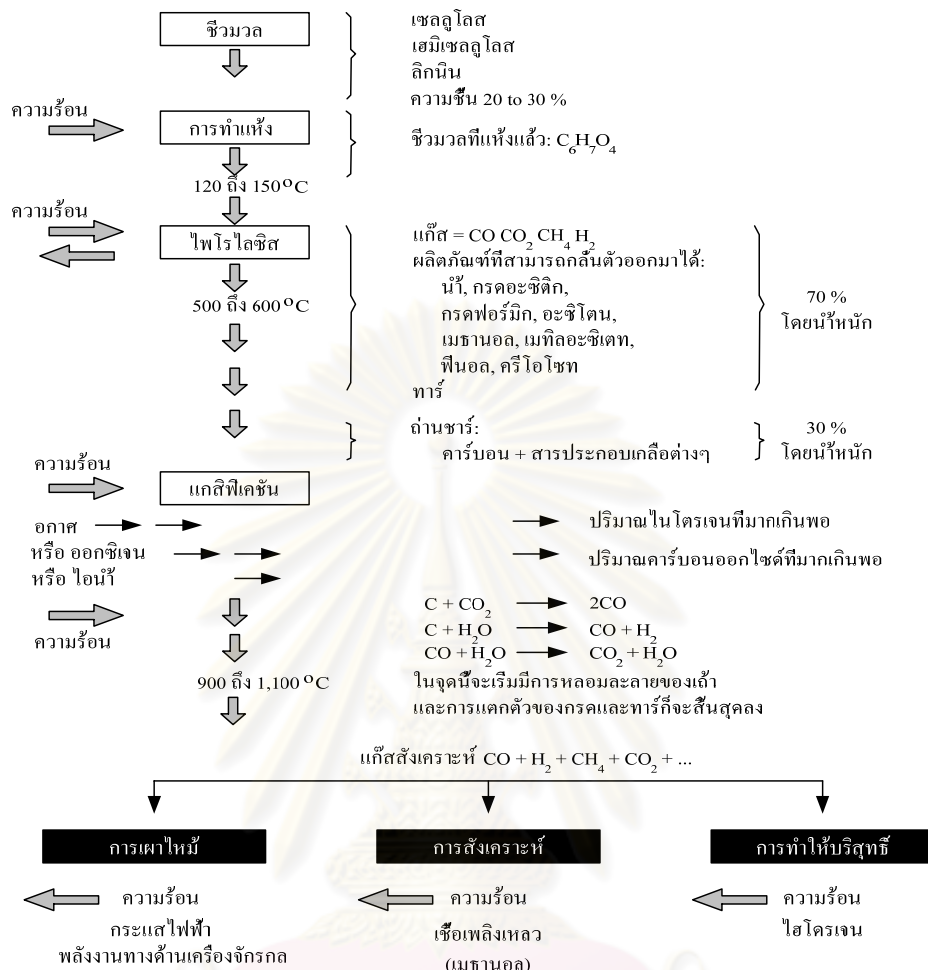 ชีวมวล
เซลลูโลส
เฮมิเซลลูโลส
ลิกนิน
ความชื้น 20 to 30 %
ความร้อน
การทำแห้ง
ชีวมวลที่แห้งแล้ว: C6H7O4
120 ถึง 150 °C
ความร้อน
ไพโรไลซิส
แก๊ส = CO CO2 CH4 H2
ผลิตภัณฑ์ที่สามารถกลั่นตัวออกมาได้:
น้ำ, กรดอะซิติก,
กรดฟอร์มิก, อะซิโตน,
เมธานอล, เมทิลอะซิเตท,
ฟีนอล, ครีโอโซท
ทาร์
70 %
โดยน้ำหนัก
500 ถึง 600 °C
ถ่านชาร์:
คาร์บอน + สารประกอบเกลือต่างๆ
30 %
โดยน้ำหนัก
ความร้อน
แกสิฟิเคชัน
อากาศ
หรือ ออกซิเจน
หรือ ไอน้ำ
ปริมาณไนโตรเจนที่มากเกินพอ
ปริมาณคาร์บอนออกไซด์ที่มากเกินพอ
ความร้อน
C + CO2 → 2CO
C + H2O → CO + H2
CO + H2O → CO2 + H2O
900 ถึง 1,100 °C
ในจุดนี้จะเริ่มมีการหลอมละลายของเถ้า
และการแตกตัวของกรดและทาร์ก็จะสิ้นสุดลง
แก๊สสังเคราะห์ CO + H2 + CH4 + CO2 + ...
การเผาไหม้
การสังเคราะห์
การทำให้บริสุทธิ์
ความร้อน
กระแสไฟฟ้า
พลังงานทางด้านเครื่องจักรกล
ความร้อน
เชื้อเพลิงเหลว
(เมธานอล)
ความร้อน
ไฮโดรเจน